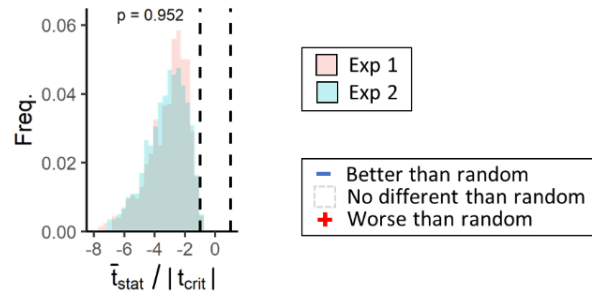 p = 0.952
0.06
0.04
0.02
0.00
Freq.
-8 -6 -4 -2 0
t̄stat / | tcrit |
Exp 1
Exp 2
− Better than random
No different than random
+ Worse than random